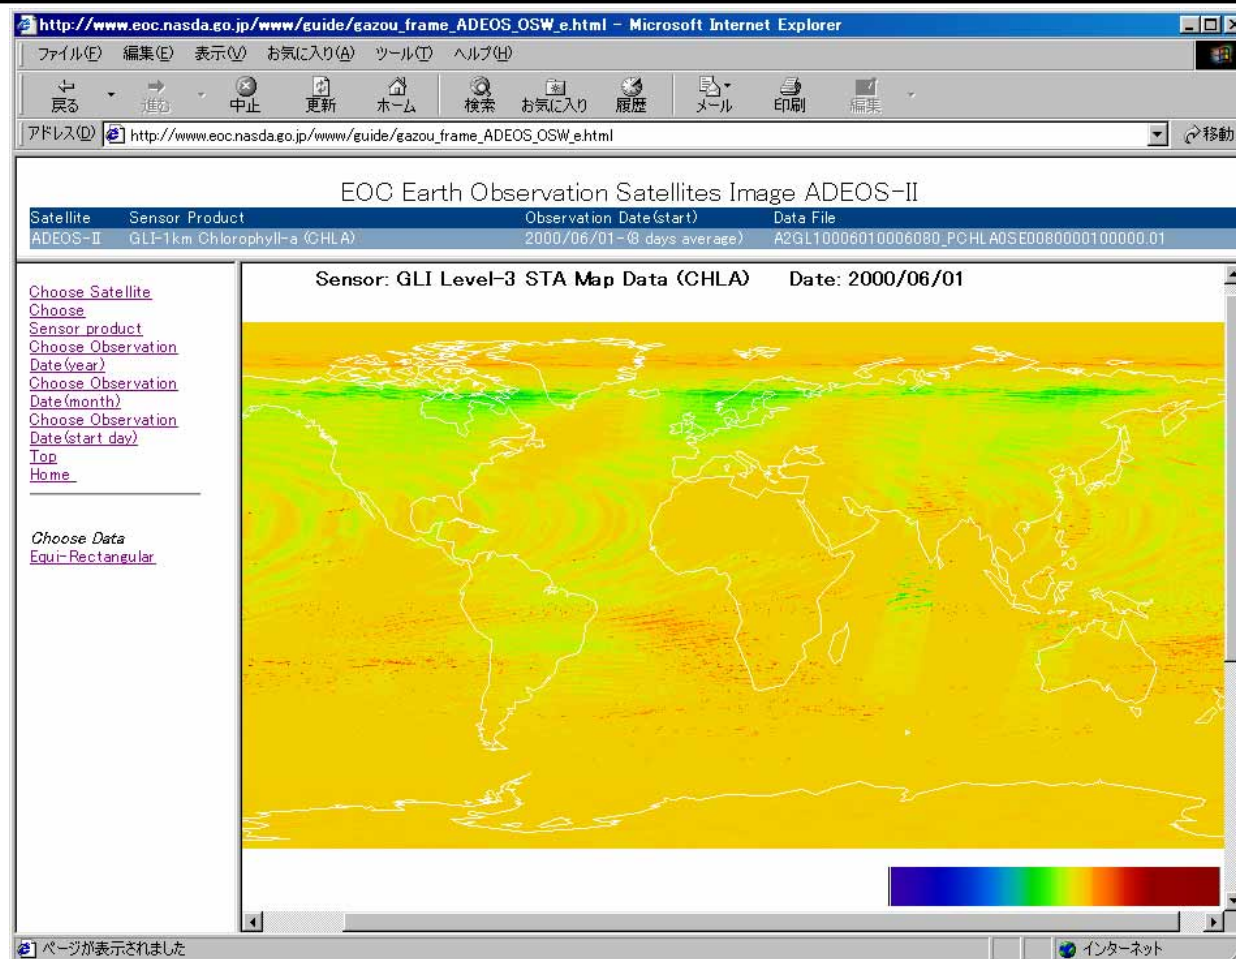 http://www.eoc.nasda.go.jp/www/guide/gazou_frame_ADEOS_OSW_e.html - Microsoft Internet Explorer
ファイル(F) 編集(E) 表示(V) お気に入り(A) ツール(T) ヘルプ(H)
戻る 進む 中止 更新 ホーム 検索 お気に入り 履歴 メール 印刷 編集
アドレス(D) http://www.eoc.nasda.go.jp/www/guide/gazou_frame_ADEOS_OSW_e.html 移動
EOC Earth Observation Satellites Image ADEOS-II
Satellite Sensor Product Observation Date(start) Data File
ADEOS-II GLI-1km Chlorophyll-a (CHLA) 2000/06/01-(8 days average) A2GL10006010006080_PCHLA0SE0080000100000.01
Choose Satellite
Choose
Sensor product
Choose Observation
Date(year)
Choose Observation
Date(month)
Choose Observation
Date(start day)
Top
Home
Choose Data
Equi-Rectangular
Sensor: GLI Level-3 STA Map Data (CHLA) Date: 2000/06/01
ページが表示されました インターネット